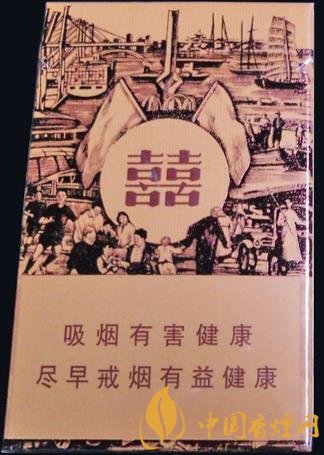 囍
吸烟有害健康
尽早戒烟有益健康
中国香烟网